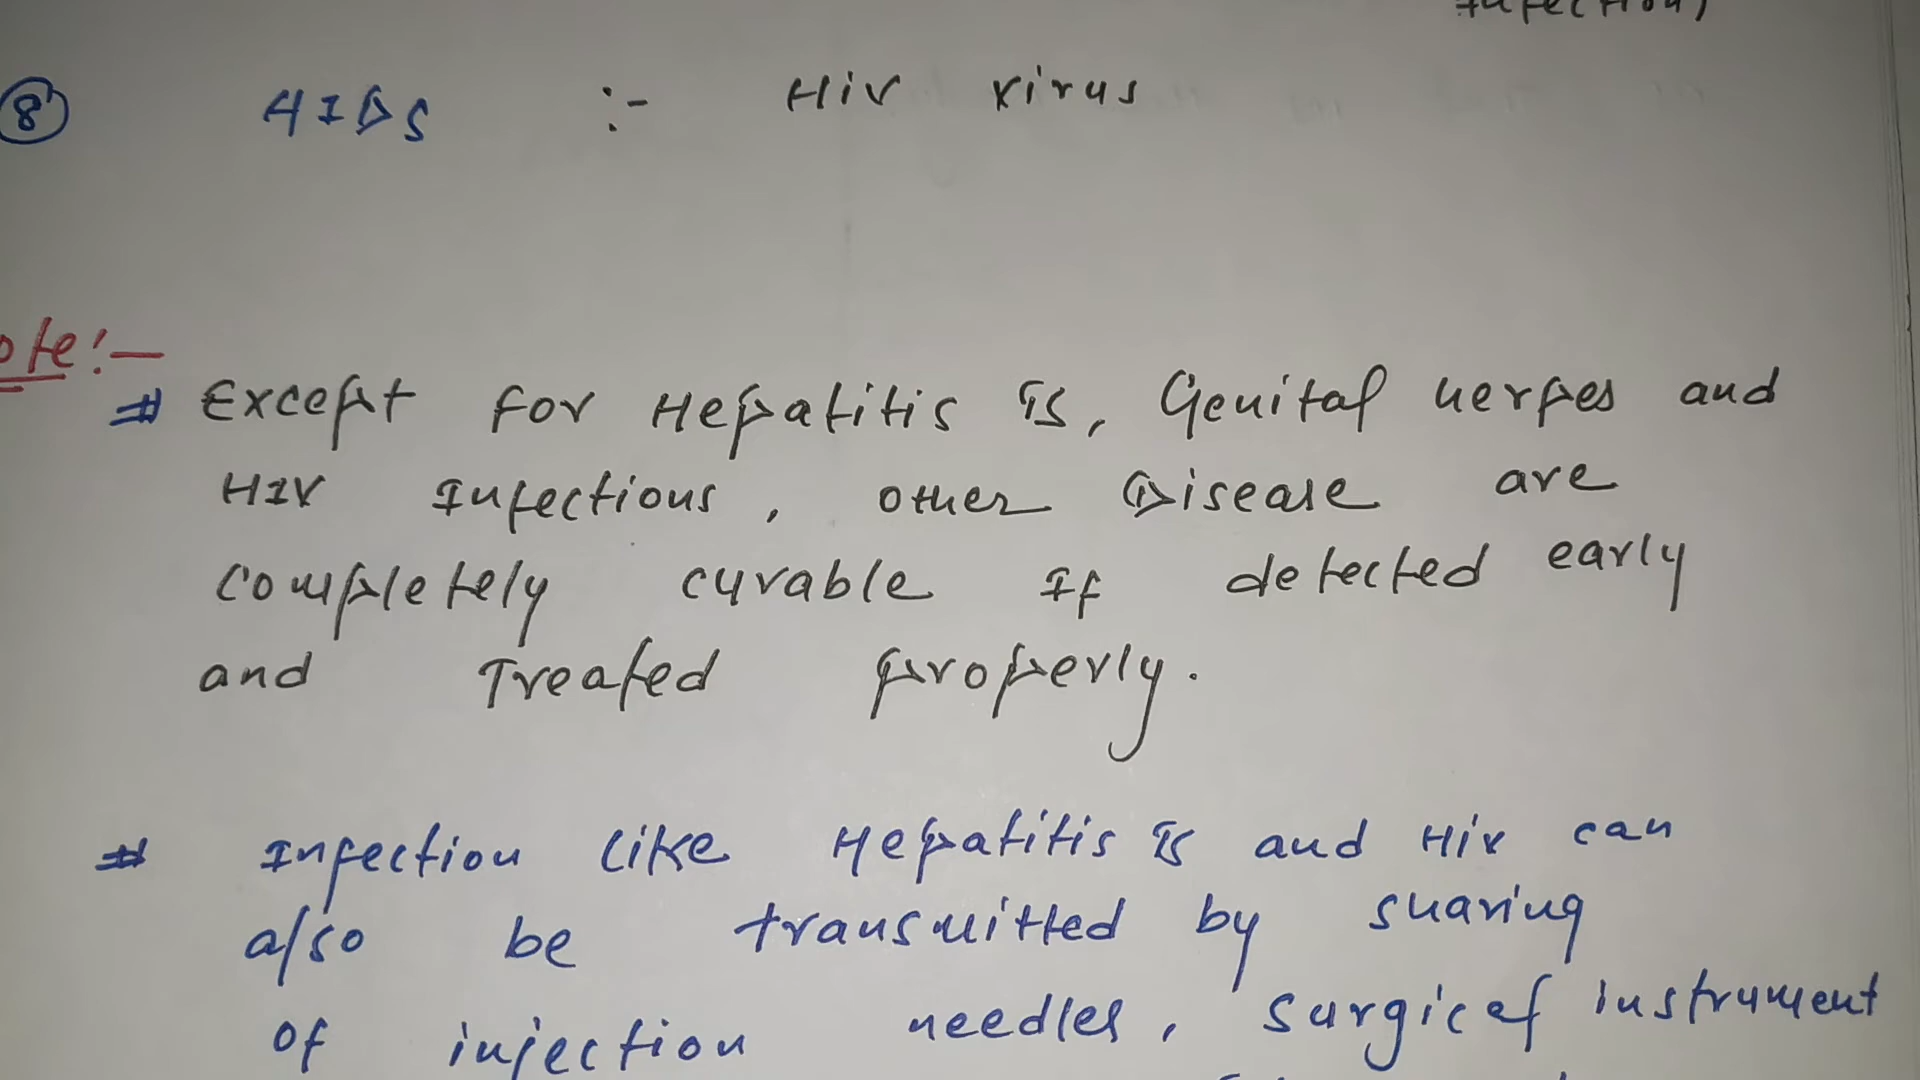 Infection)
8 AIDS :- Hiv virus
ote:-
# Except for Hepatitis B, Genital herpes and
HIV Infections, other Disease are
completely curable If detected early
and Treated properly.
# Infection like Hepatitis B and Hiv can
also be transmitted by sharing
of injection needles, surgical instrument